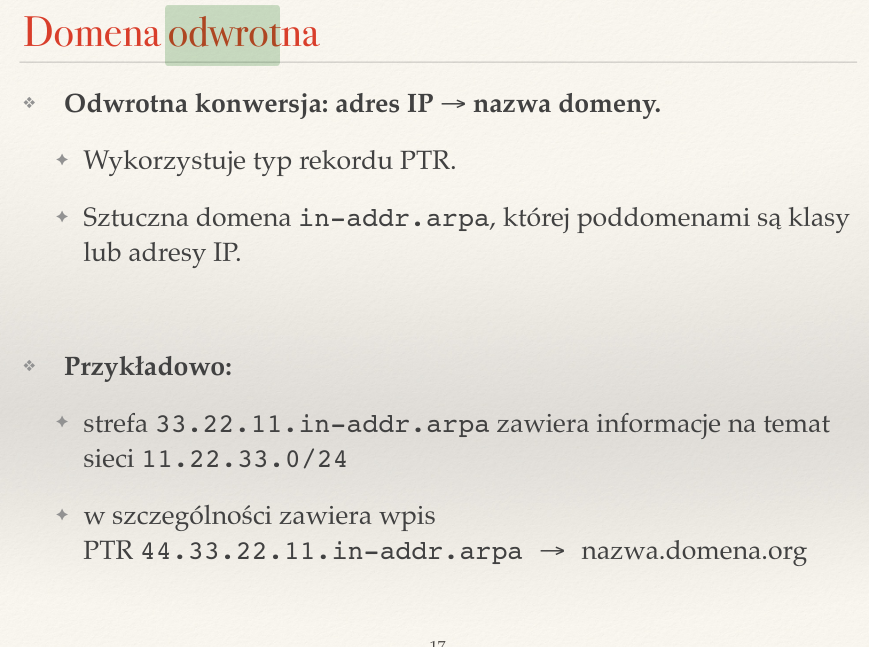 Domena odwrotna
Odwrotna konwersja: adres IP → nazwa domeny.
Wykorzystuje typ rekordu PTR.
Sztuczna domena in-addr.arpa, której poddomenami są klasy
lub adresy IP.
Przykładowo:
strefa 33.22.11.in-addr.arpa zawiera informacje na temat
sieci 11.22.33.0/24
w szczególności zawiera wpis
PTR 44.33.22.11.in-addr.arpa → nazwa.domena.org
17